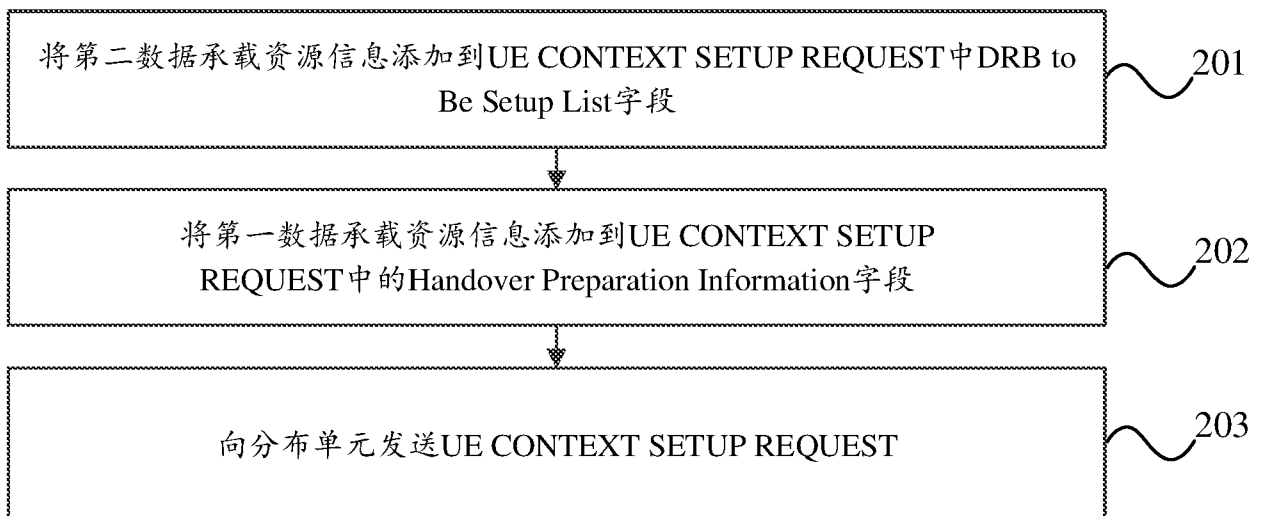 将第二数据承载资源信息添加到UE CONTEXT SETUP REQUEST中DRB to
Be Setup List字段
201
将第一数据承载资源信息添加到UE CONTEXT SETUP
REQUEST中的Handover Preparation Information字段
202
向分布单元发送UE CONTEXT SETUP REQUEST
203